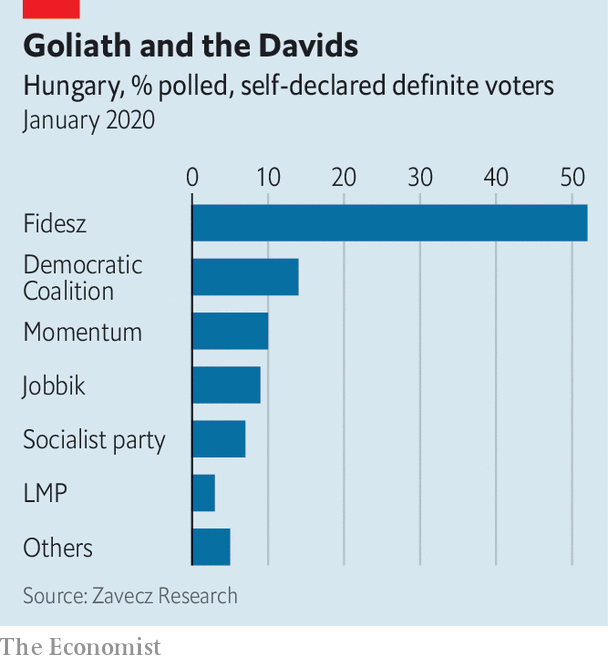 Goliath and the Davids
Hungary, % polled, self-declared definite voters
January 2020
0 10 20 30 40 50
Fidesz
Democratic
Coalition
Momentum
Jobbik
Socialist party
LMP
Others
Source: Zavecz Research
The Economist